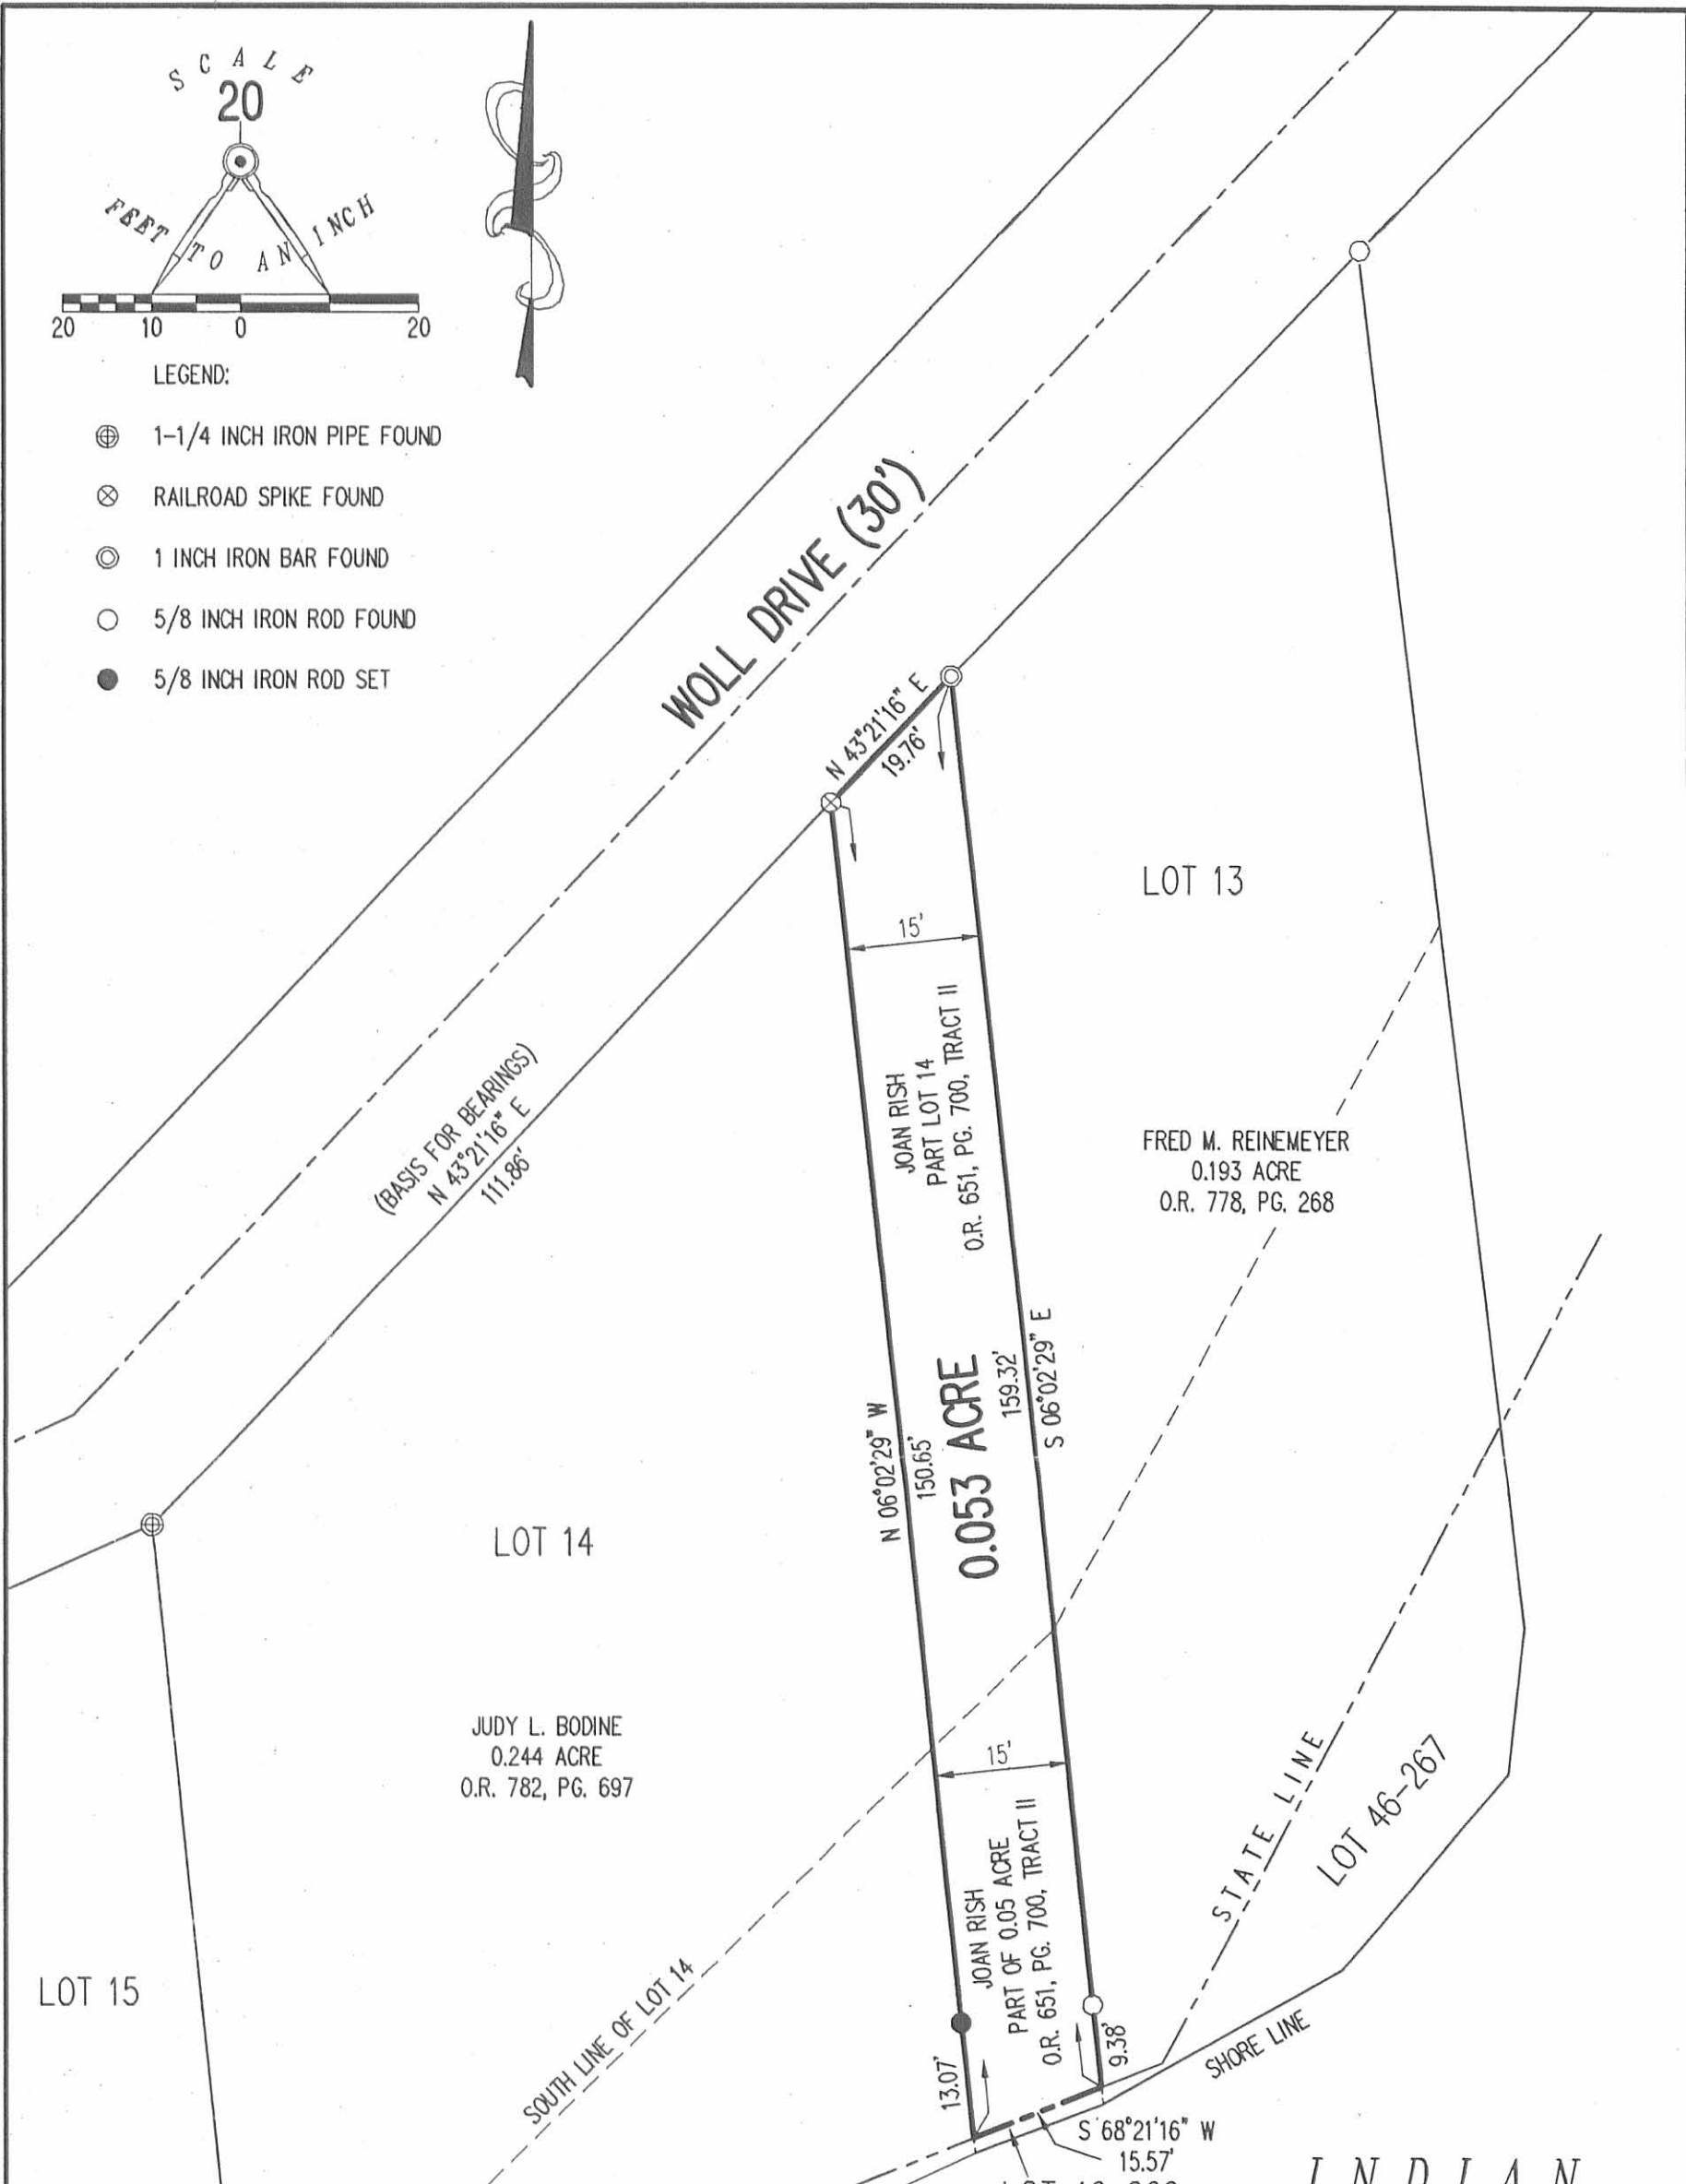 SCALE
20
FEET TO AN INCH
20 10 0 20
LEGEND:
1-1/4 INCH IRON PIPE FOUND
RAILROAD SPIKE FOUND
1 INCH IRON BAR FOUND
5/8 INCH IRON ROD FOUND
5/8 INCH IRON ROD SET
WOLL DRIVE (30')
N 43°21'16" E
19.76'
LOT 13
15'
JOAN RISH
PART LOT 14
O.R. 651, PG. 700, TRACT II
(BASIS FOR BEARINGS)
N 43°21'16" E
111.86'
FRED M. REINEMEYER
0.193 ACRE
O.R. 778, PG. 268
N 06°02'29" W
150.65'
0.053 ACRE
159.32'
S 06°02'29" E
LOT 14
JUDY L. BODINE
0.244 ACRE
O.R. 782, PG. 697
15'
STATE LINE
LOT 46-267
JOAN RISH
PART OF 0.05 ACRE
O.R. 651, PG. 700, TRACT II
LOT 15
SOUTH LINE OF LOT 14
13.07'
9.38'
SHORE LINE
S 68°21'16" W
15.57'
INDIAN